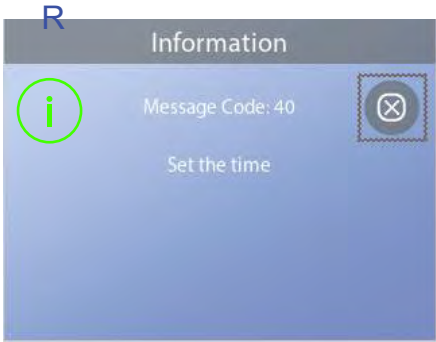 R
Information
i
Message Code: 40
Set the time